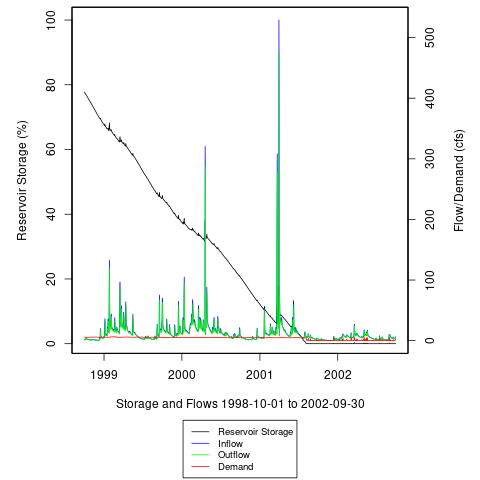 100
80
60
40
20
0
Reservoir Storage (%)
500
400
300
200
100
0
Flow/Demand (cfs)
1999 2000 2001 2002
Storage and Flows 1998-10-01 to 2002-09-30
Reservoir Storage
Inflow
Outflow
Demand